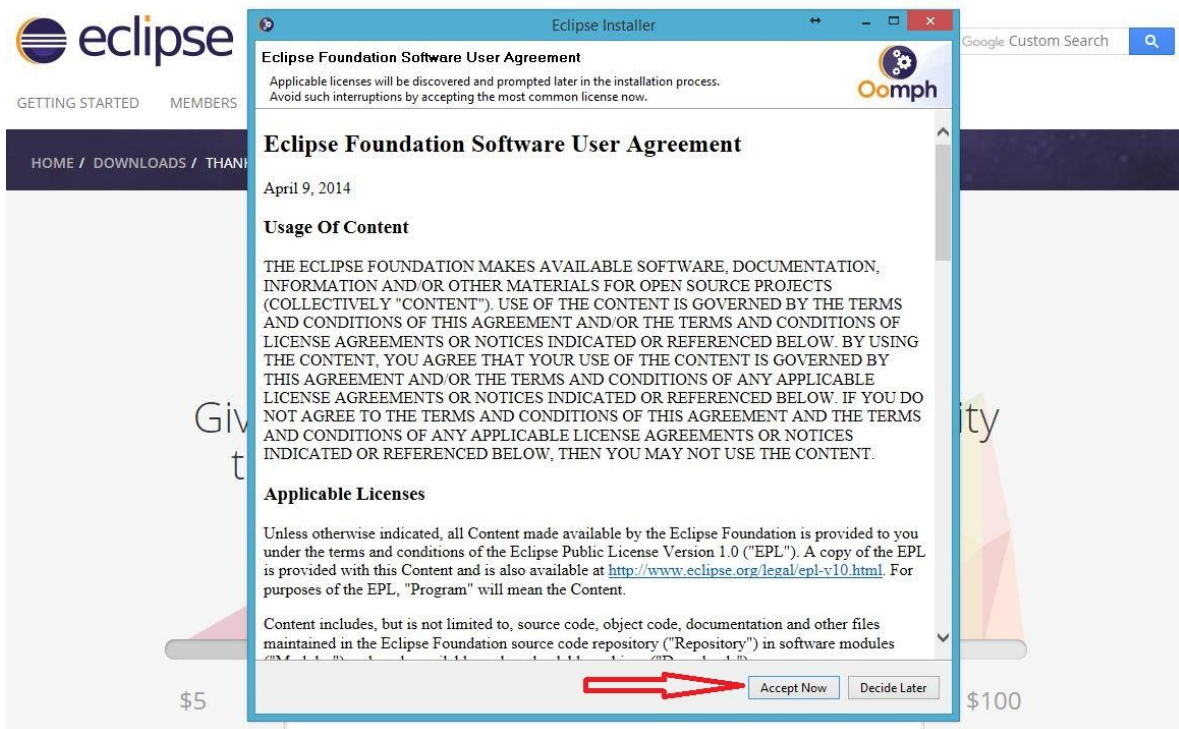 eclipse
Eclipse Installer
Google Custom Search
GETTING STARTED MEMBERS
HOME / DOWNLOADS / THAN
Eclipse Foundation Software User Agreement
Applicable licenses will be discovered and prompted later in the installation process.
Avoid such interruptions by accepting the most common license now.
Oomph
Eclipse Foundation Software User Agreement
April 9, 2014
Usage Of Content
THE ECLIPSE FOUNDATION MAKES AVAILABLE SOFTWARE, DOCUMENTATION,
INFORMATION AND/OR OTHER MATERIALS FOR OPEN SOURCE PROJECTS
(COLLECTIVELY "CONTENT"). USE OF THE CONTENT IS GOVERNED BY THE TERMS
AND CONDITIONS OF THIS AGREEMENT AND/OR THE TERMS AND CONDITIONS OF
LICENSE AGREEMENTS OR NOTICES INDICATED OR REFERENCED BELOW. BY USING
THE CONTENT, YOU AGREE THAT YOUR USE OF THE CONTENT IS GOVERNED BY
THIS AGREEMENT AND/OR THE TERMS AND CONDITIONS OF ANY APPLICABLE
LICENSE AGREEMENTS OR NOTICES INDICATED OR REFERENCED BELOW. IF YOU DO
NOT AGREE TO THE TERMS AND CONDITIONS OF THIS AGREEMENT AND THE TERMS
AND CONDITIONS OF ANY APPLICABLE LICENSE AGREEMENTS OR NOTICES
INDICATED OR REFERENCED BELOW, THEN YOU MAY NOT USE THE CONTENT.
Applicable Licenses
Unless otherwise indicated, all Content made available by the Eclipse Foundation is provided to you
under the terms and conditions of the Eclipse Public License Version 1.0 ("EPL"). A copy of the EPL
is provided with this Content and is also available at http://www.eclipse.org/legal/epl-v10.html. For
purposes of the EPL, "Program" will mean the Content.
Content includes, but is not limited to, source code, object code, documentation and other files
maintained in the Eclipse Foundation source code repository ("Repository") in software modules
Giv
ity
t
$5
$100
Accept Now
Decide Later